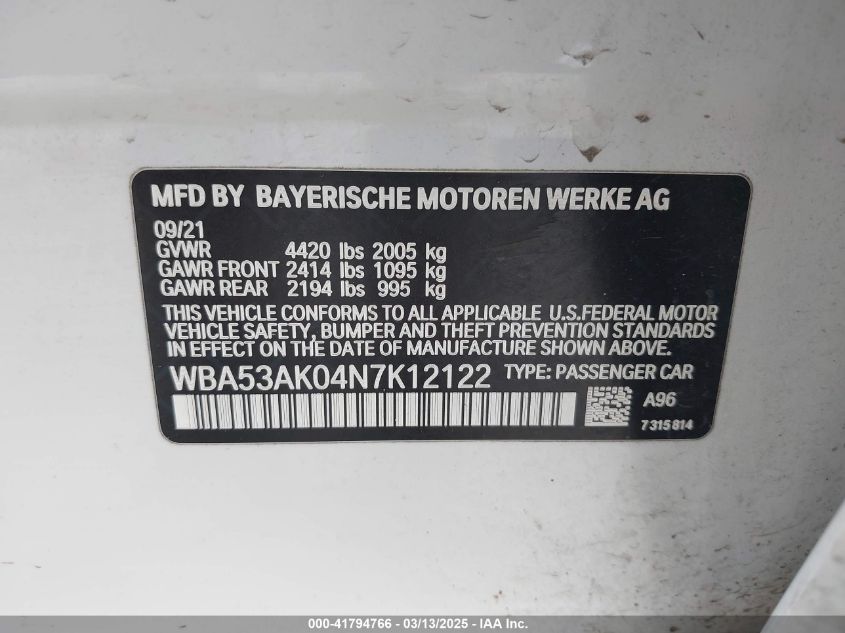 MFD BY BAYERISCHE MOTOREN WERKE AG
09/21
GVWR 4420 lbs 2005 kg
GAWR FRONT 2414 lbs 1095 kg
GAWR REAR 2194 lbs 995 kg
THIS VEHICLE CONFORMS TO ALL APPLICABLE U.S.FEDERAL MOTOR
VEHICLE SAFETY, BUMPER AND THEFT PREVENTION STANDARDS
IN EFFECT ON THE DATE OF MANUFACTURE SHOWN ABOVE.
WBA53AK04N7K12122 TYPE: PASSENGER CAR
A96
7 315 814
000-41794766 - 03/13/2025 - IAA Inc.